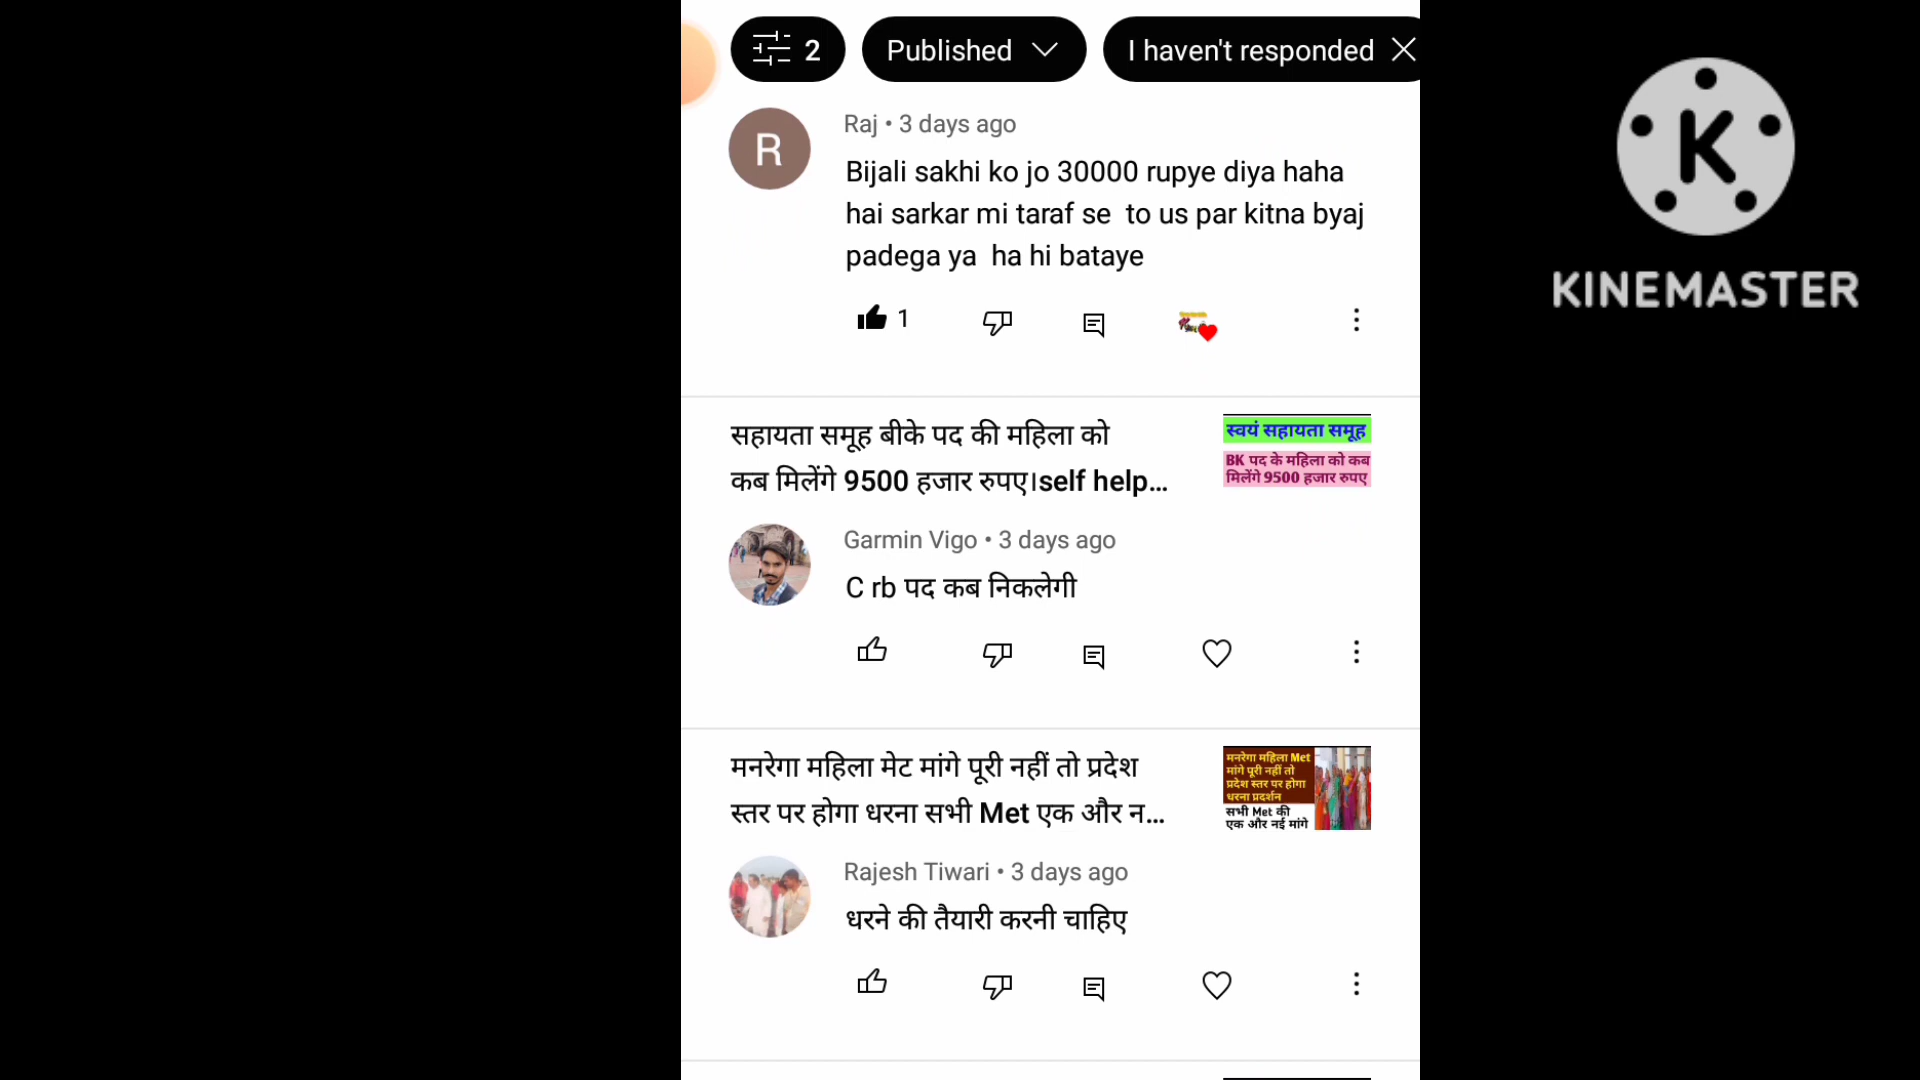 2
Published
I haven't responded
K
KINEMASTER
R
Raj • 3 days ago
Bijali sakhi ko jo 30000 rupye diya haha
hai sarkar mi taraf se to us par kitna byaj
padega ya ha hi bataye
1
सहायता समूह बीके पद की महिला को
कब मिलेंगे 9500 हजार रुपए।self help...
स्वयं सहायता समूह
BK पद के महिला को कब
मिलेंगे 9500 हजार रुपए
Garmin Vigo • 3 days ago
C rb पद कब निकलेगी
मनरेगा महिला मेट मांगे पूरी नहीं तो प्रदेश
स्तर पर होगा धरना सभी Met एक और न...
मनरेगा महिला Met
मांगे पूरी नहीं तो
प्रदेश स्तर पर होगा
धरना प्रदर्शन
सभी Met की
एक और नई मांगे
Rajesh Tiwari • 3 days ago
धरने की तैयारी करनी चाहिए